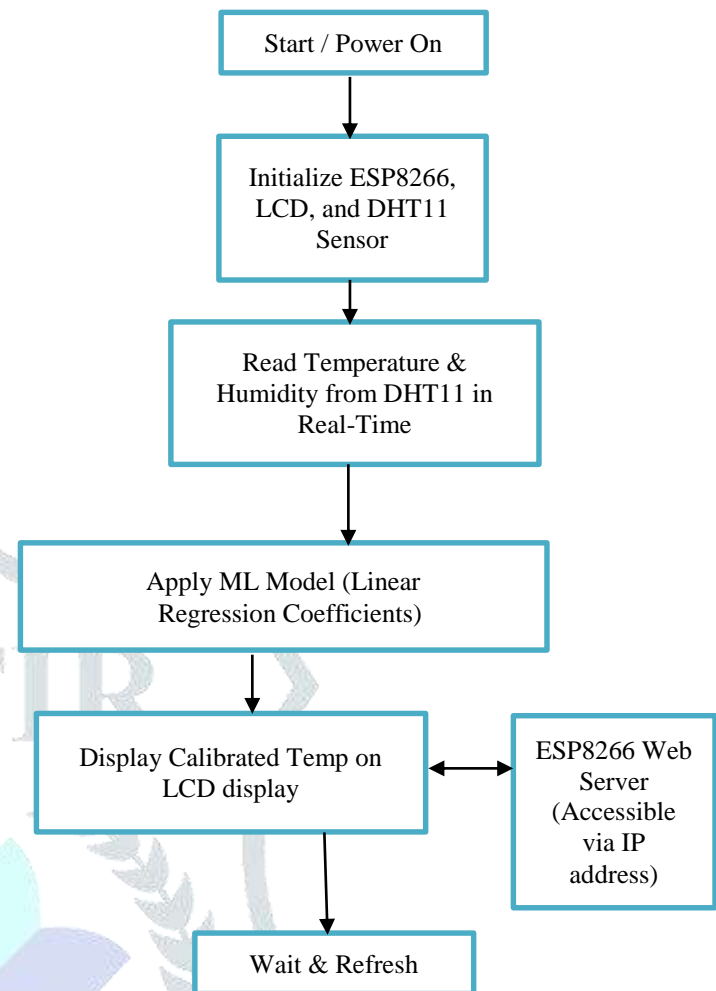 Start / Power On
Initialize ESP8266,
LCD, and DHT11
Sensor
Read Temperature &
Humidity from DHT11 in
Real-Time
Apply ML Model (Linear
Regression Coefficients)
Display Calibrated Temp on
LCD display
ESP8266 Web
Server
(Accessible
via IP
address)
Wait & Refresh